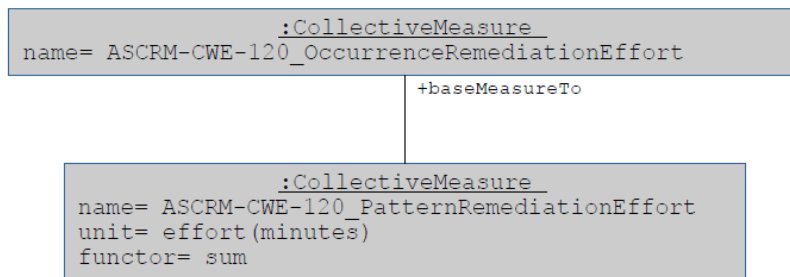 :CollectiveMeasure
name= ASCRM-CWE-120_OccurrenceRemediationEffort
+baseMeasureTo
:CollectiveMeasure
name= ASCRM-CWE-120_PatternRemediationEffort
unit= effort(minutes)
functor= sum